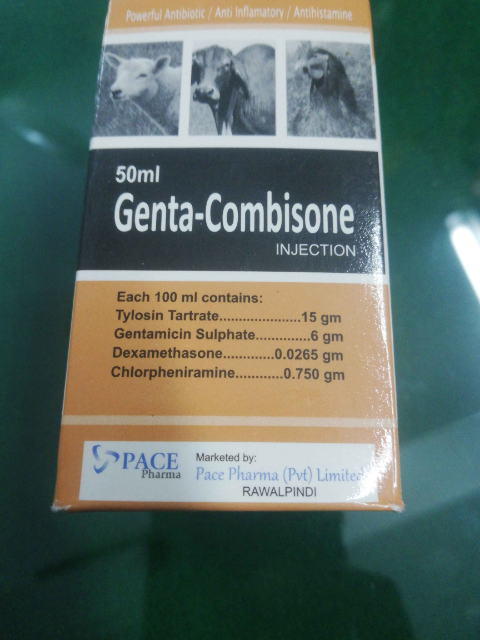 Powerful Antibiotic / Anti Inflamatory / Antihistamine
50ml
Genta-Combisone
INJECTION
Each 100 ml contains:
Tylosin Tartrate.....................15 gm
Gentamicin Sulphate..............6 gm
Dexamethasone.............0.0265 gm
Chlorpheniramine............0.750 gm
PACE
Pharma
Marketed by:
Pace Pharma (Pvt) Limited
RAWALPINDI